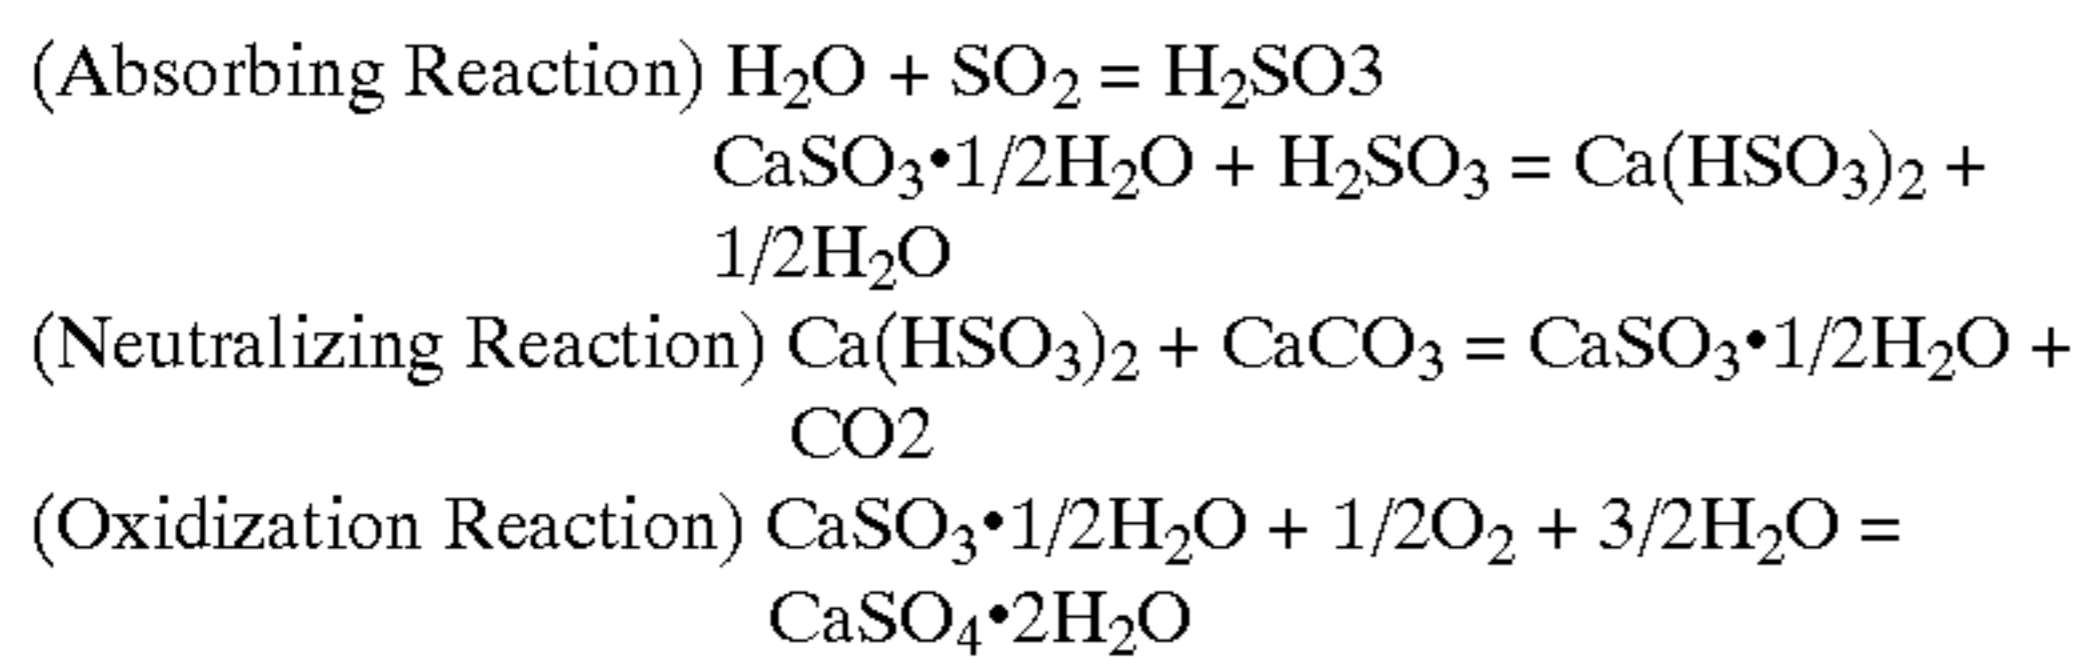 (Absorbing Reaction) H₂O + SO₂ = H₂SO3
CaSO₃•1/2H₂O + H₂SO₃ = Ca(HSO₃)₂ +
1/2H₂O
(Neutralizing Reaction) Ca(HSO₃)₂ + CaCO₃ = CaSO₃•1/2H₂O +
CO2
(Oxidization Reaction) CaSO₃•1/2H₂O + 1/2O₂ + 3/2H₂O =
CaSO₄•2H₂O